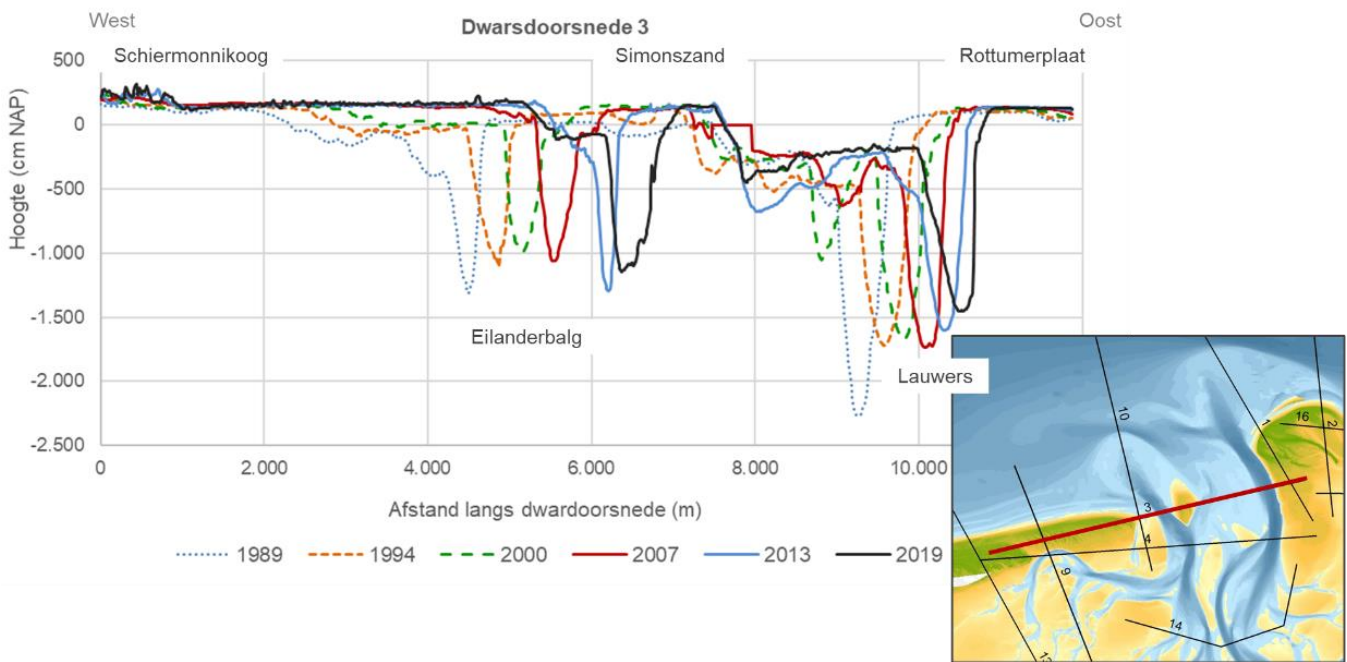 West
Oost
Dwarsdoorsnede 3
Schiermonnikoog
Simonszand
Rottumerplaat
500
0
-500
-1.000
-1.500
-2.000
-2.500
Hoogte (cm NAP)
Eilanderbalg
Lauwers
0
2.000
4.000
6.000
8.000
10.000
Afstand langs dwardoorsnede (m)
1989
1994
2000
2007
2013
2019
10
1
16
2
3
4
9
14